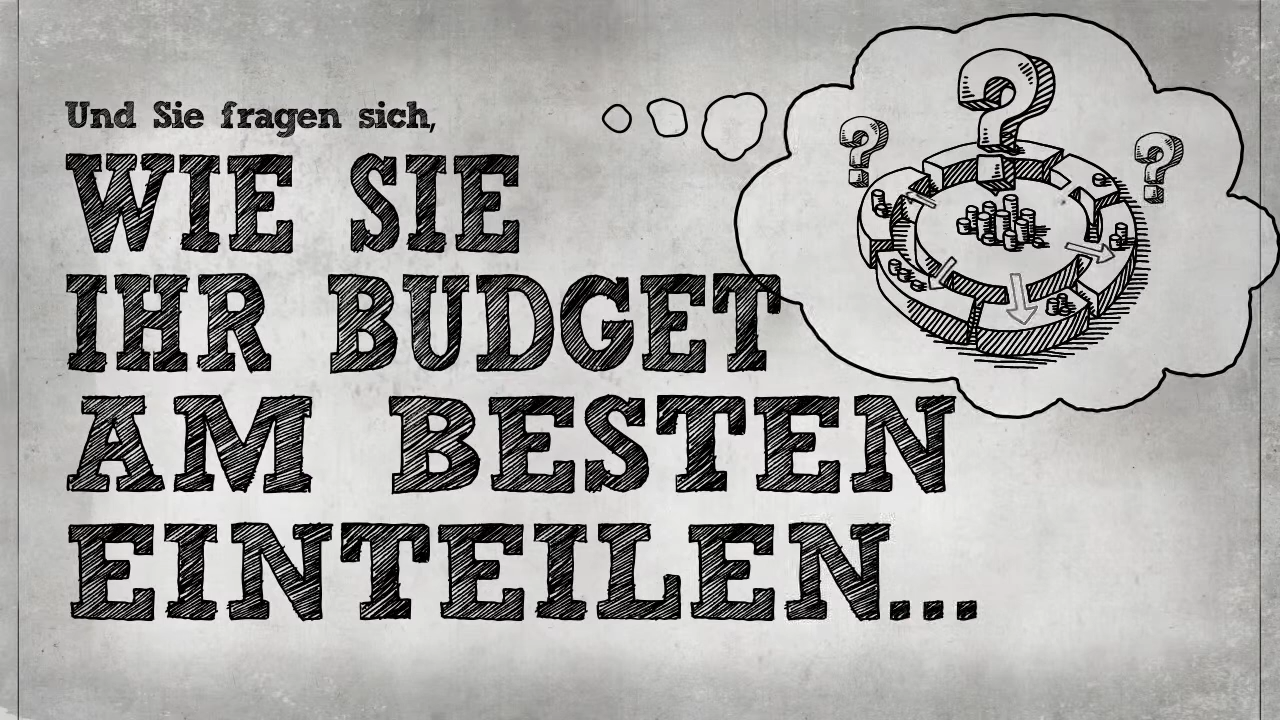 Und Sie fragen sich,
WIE SIE
IHR BUDGET
AM BESTEN
EINTEILEN...
?
?
?